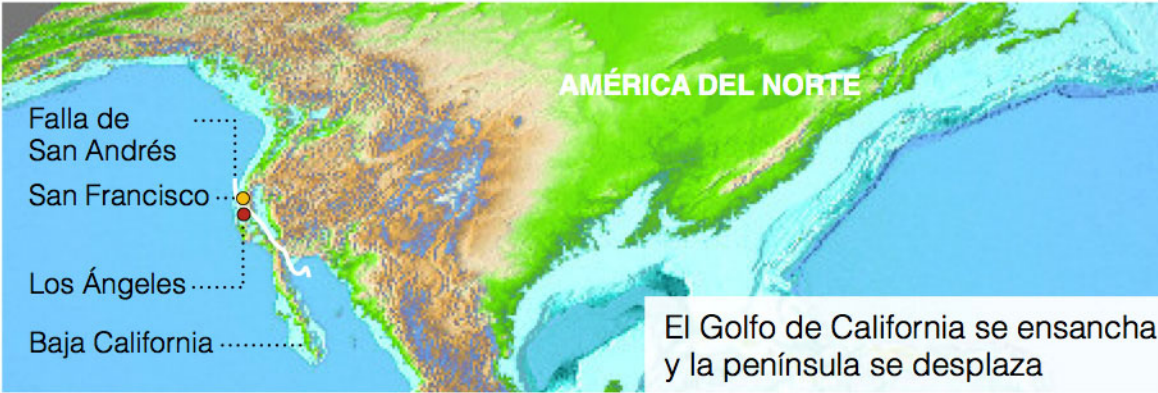 AMÉRICA DEL NORTE
Falla de
San Andrés
San Francisco
Los Ángeles
Baja California
El Golfo de California se ensancha
y la península se desplaza